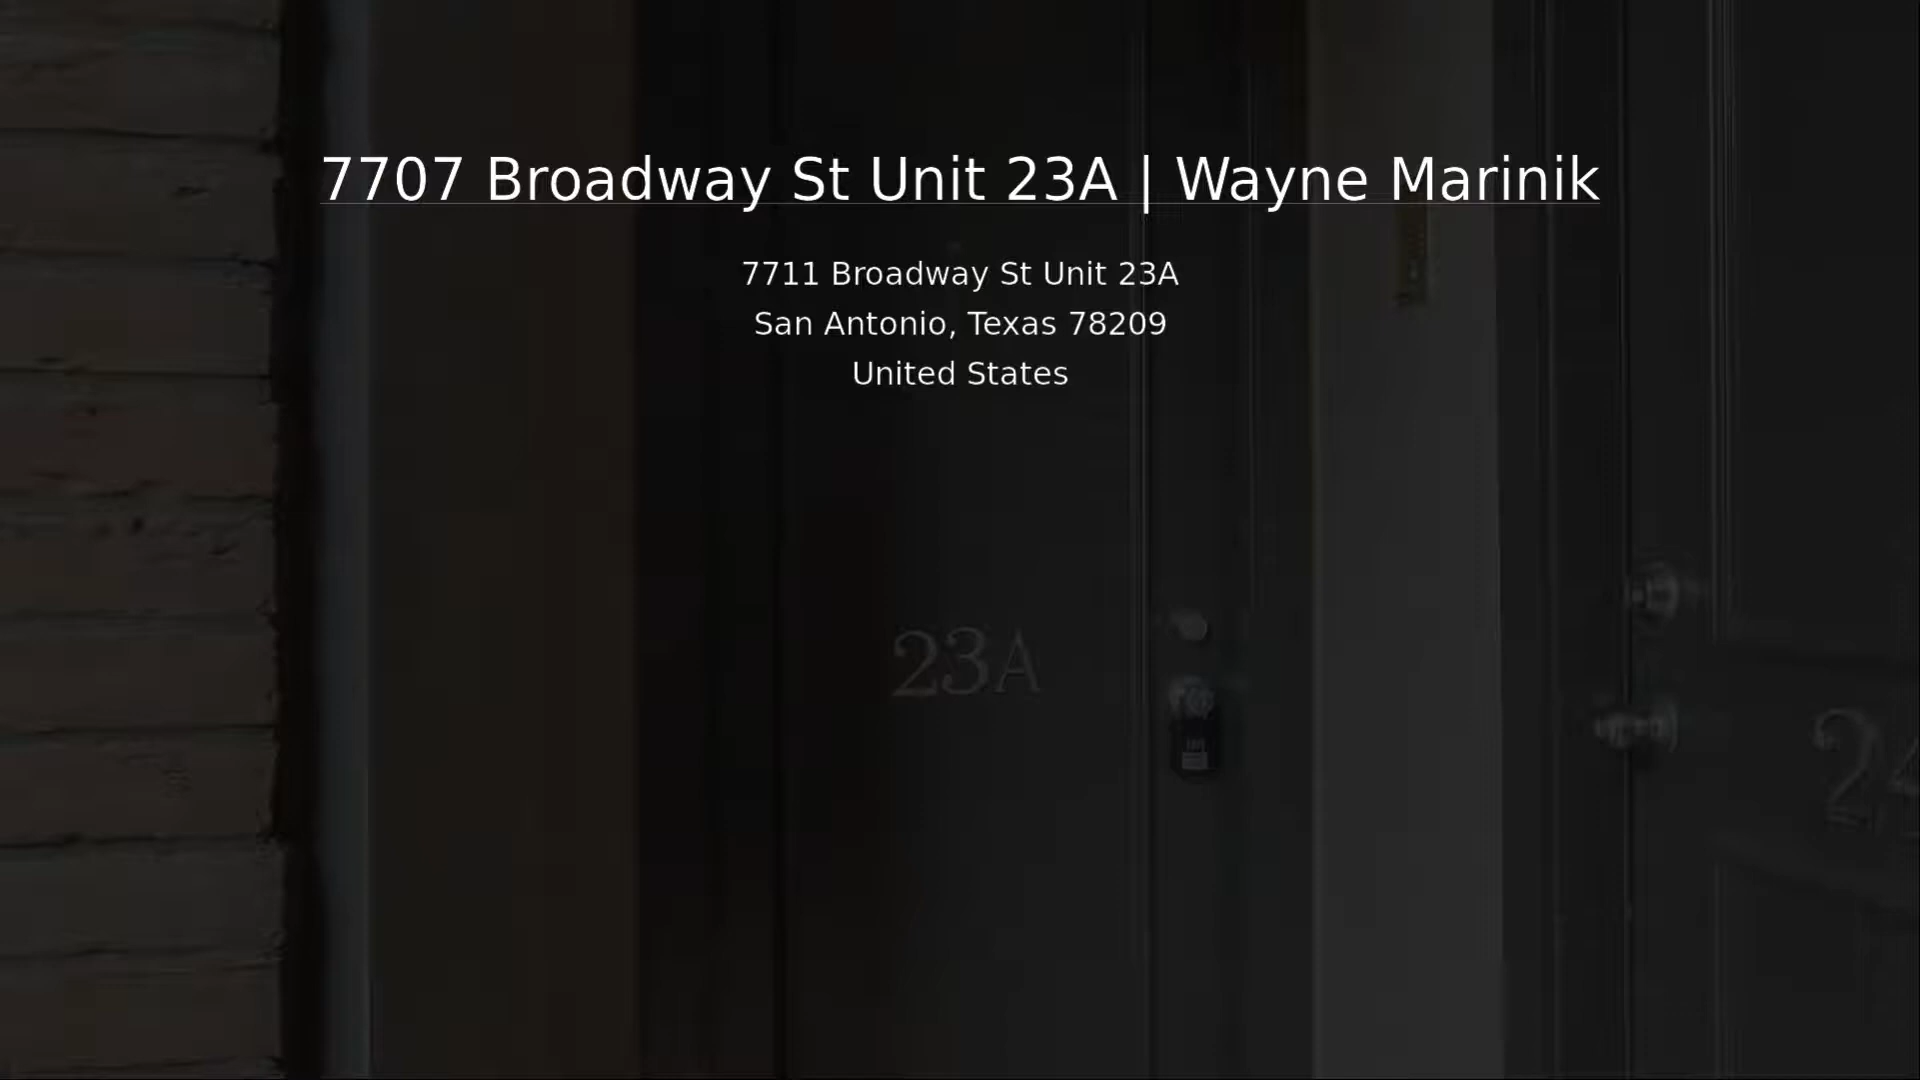 7707 Broadway St Unit 23A | Wayne Marinik
7711 Broadway St Unit 23A
San Antonio, Texas 78209
United States
23A
24